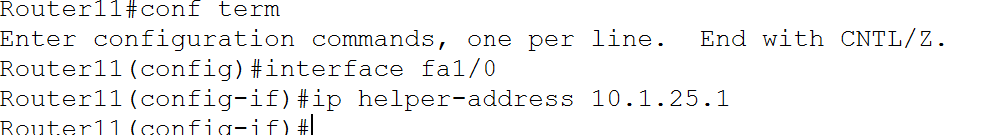 Router11#conf term
Enter configuration commands, one per line.  End with CNTL/Z.
Router11(config)#interface fa1/0
Router11(config-if)#ip helper-address 10.1.25.1
Router11(config-if)#